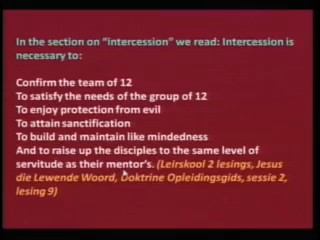 In the section on “intercession” we read: Intercession is
necessary to:
Confirm the team of 12
To satisfy the needs of the group of 12
To enjoy protection from evil
To attain sanctification
To build and maintain like mindedness
And to raise up the disciples to the same level of
servitude as their mentor’s. (Leirskool 2 lesings, Jesus
die Lewende Woord, Doktrine Opleidingsgids, sessie 2,
lesing 9)